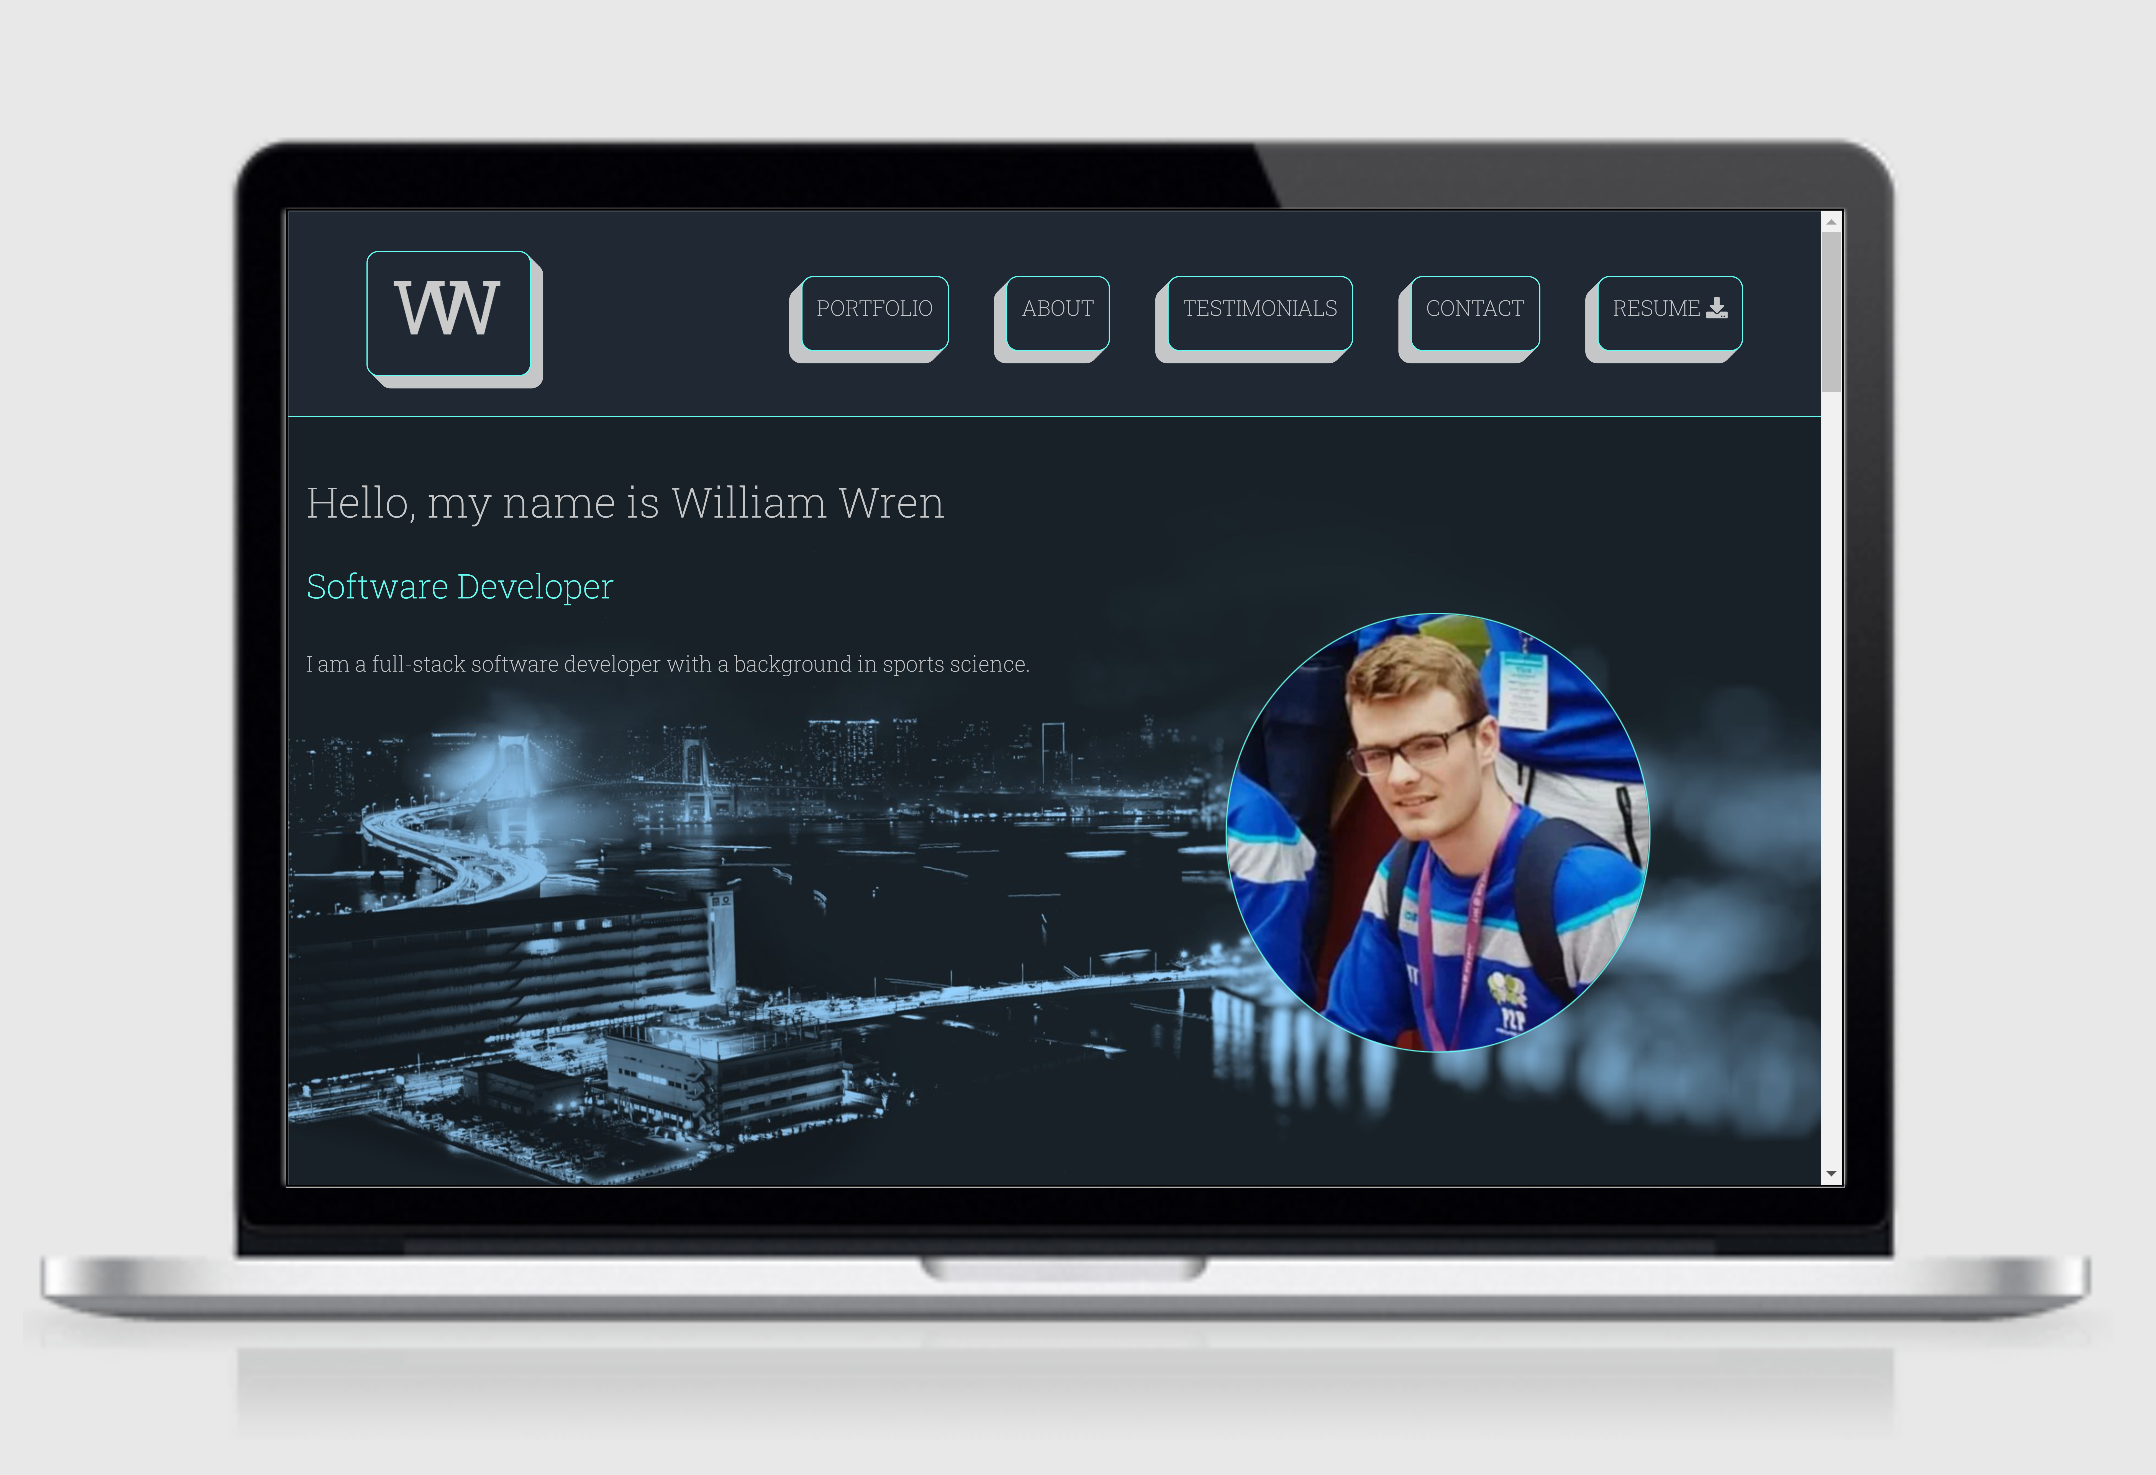 WW
PORTFOLIO
ABOUT
TESTIMONIALS
CONTACT
RESUME
Hello, my name is William Wren
Software Developer
I am a full-stack software developer with a background in sports science.